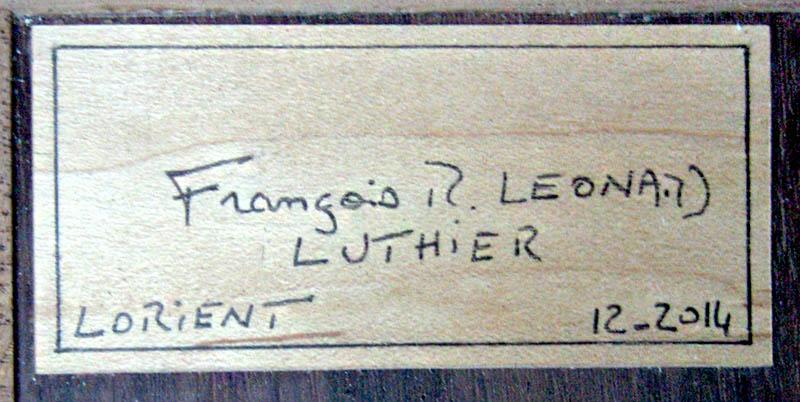 François R. LEONARD
LUTHiER
LORiENT
12-2014